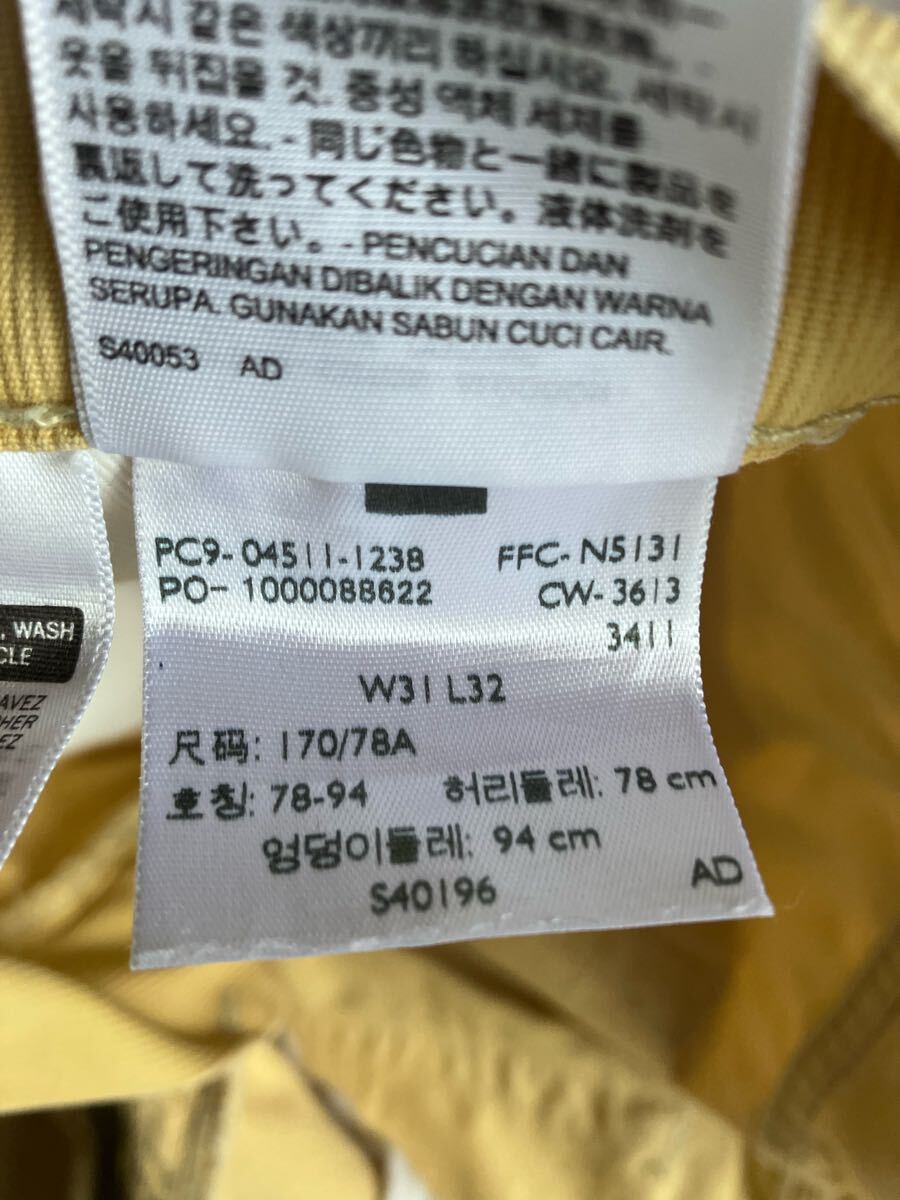 세탁시 같은 색상끼리 하십시오. 세탁시
옷을 뒤집을 것. 중성 액체 세제를
사용하세요. - 同じ色物と一緒に製品を
裏返して洗ってください。液体洗剤を
ご使用下さい。- PENCUCIAN DAN
PENGERINGAN DIBALIK DENGAN WARNA
SERUPA. GUNAKAN SABUN CUCI CAIR.
S40053 AD
PC9- 04511-1238 FFC- N5131
PO- 1000088622 CW- 3613
3411
W31 L32
尺码: 170/78A
호칭: 78-94 허리둘레: 78 cm
엉덩이둘레: 94 cm
S40196 AD
WASH
CLE
AVEZ
HER
EZ